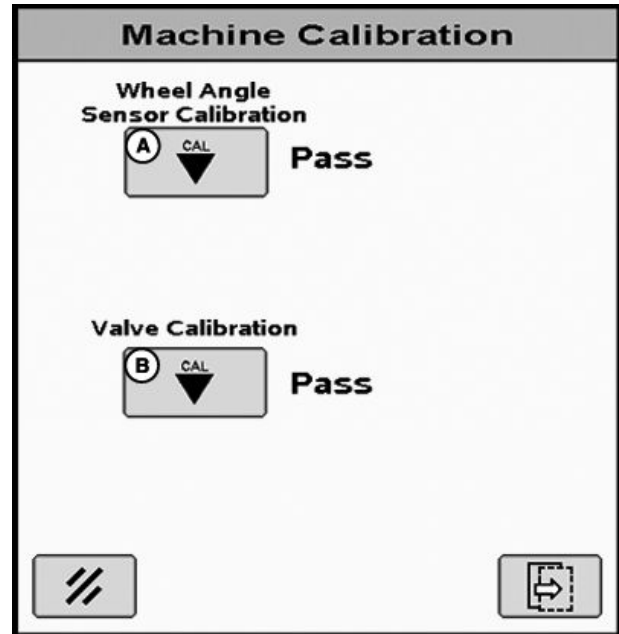 Machine Calibration
Wheel Angle
Sensor Calibration
A CAL
Pass
Valve Calibration
B CAL
Pass